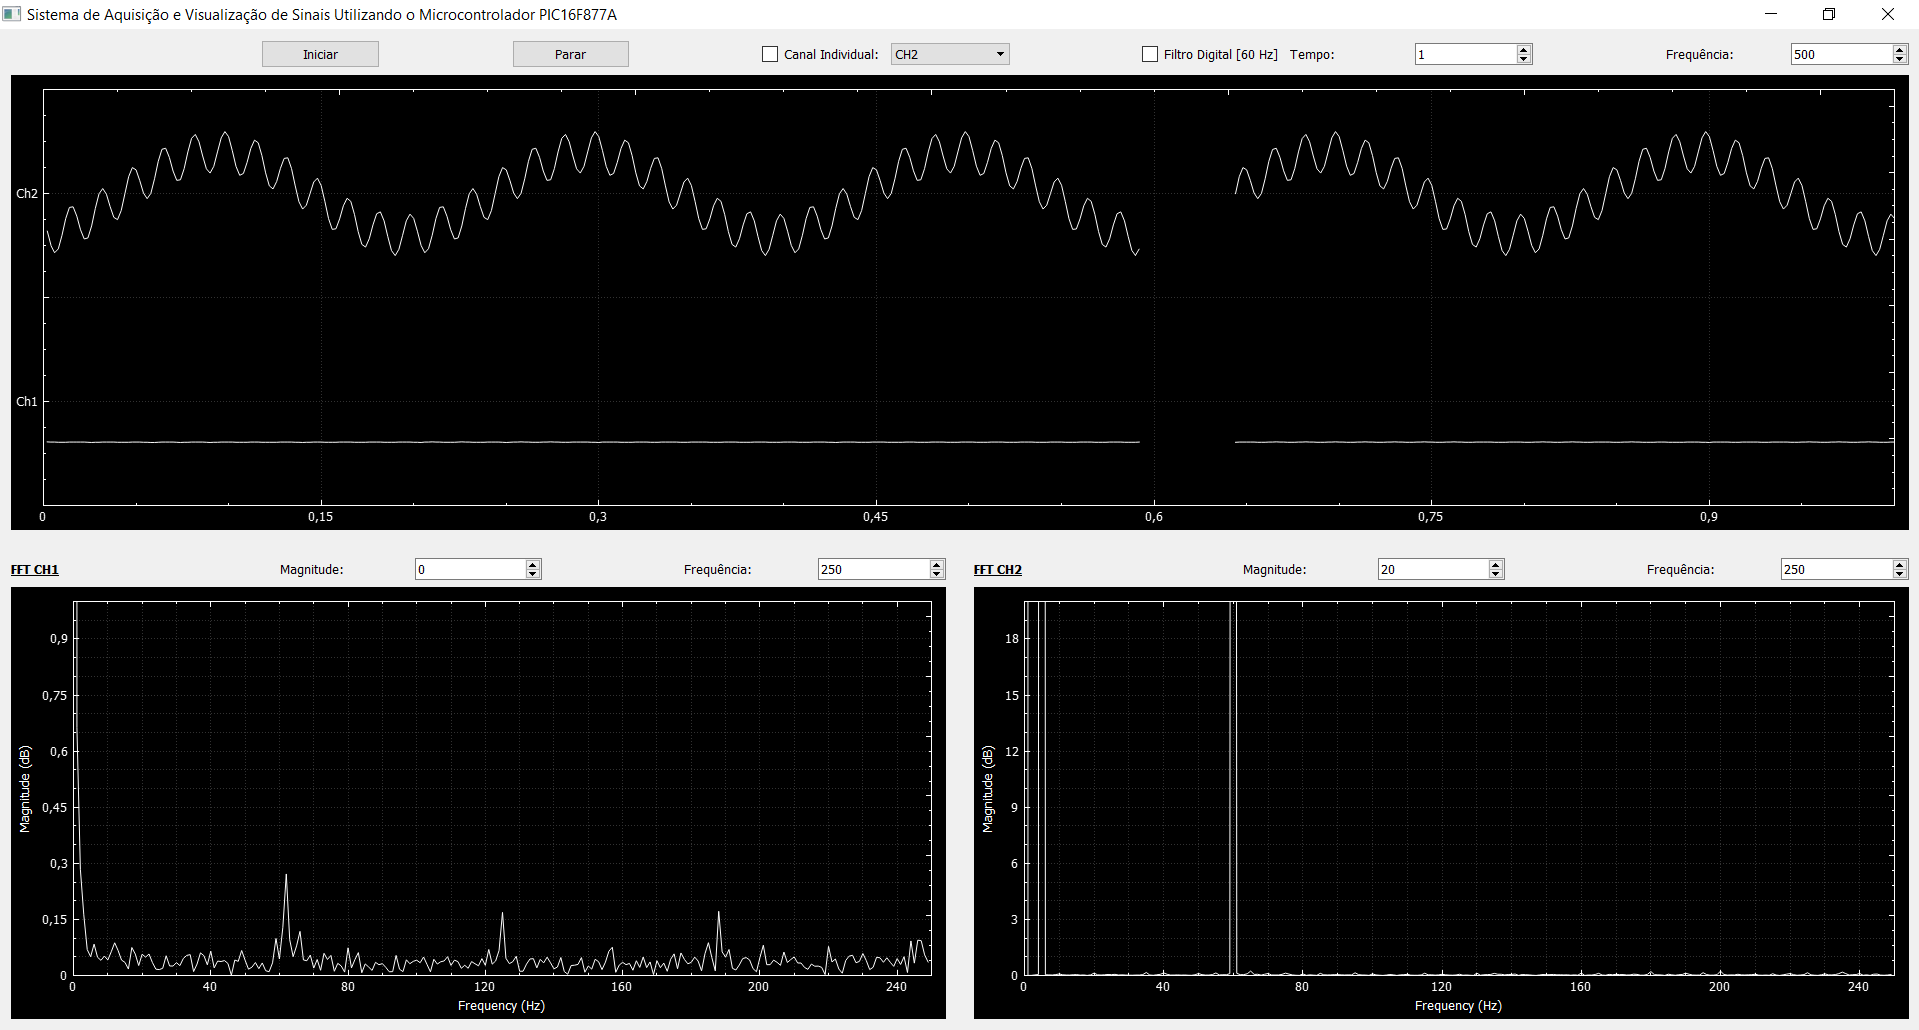 Sistema de Aquisição e Visualização de Sinais Utilizando o Microcontrolador PIC16F877A
Iniciar Parar Canal Individual: CH2 Filtro Digital [60 Hz] Tempo: 1 Frequência: 500
Ch2
Ch1
0 0,15 0,3 0,45 0,6 0,75 0,9
FFT CH1 Magnitude: 0 Frequência: 250
0,9
0,75
0,6
0,45
0,3
0,15
0
Magnitude (dB)
0 40 80 120 160 200 240
Frequency (Hz)
FFT CH2 Magnitude: 20 Frequência: 250
18
15
12
9
6
3
0
Magnitude (dB)
0 40 80 120 160 200 240
Frequency (Hz)